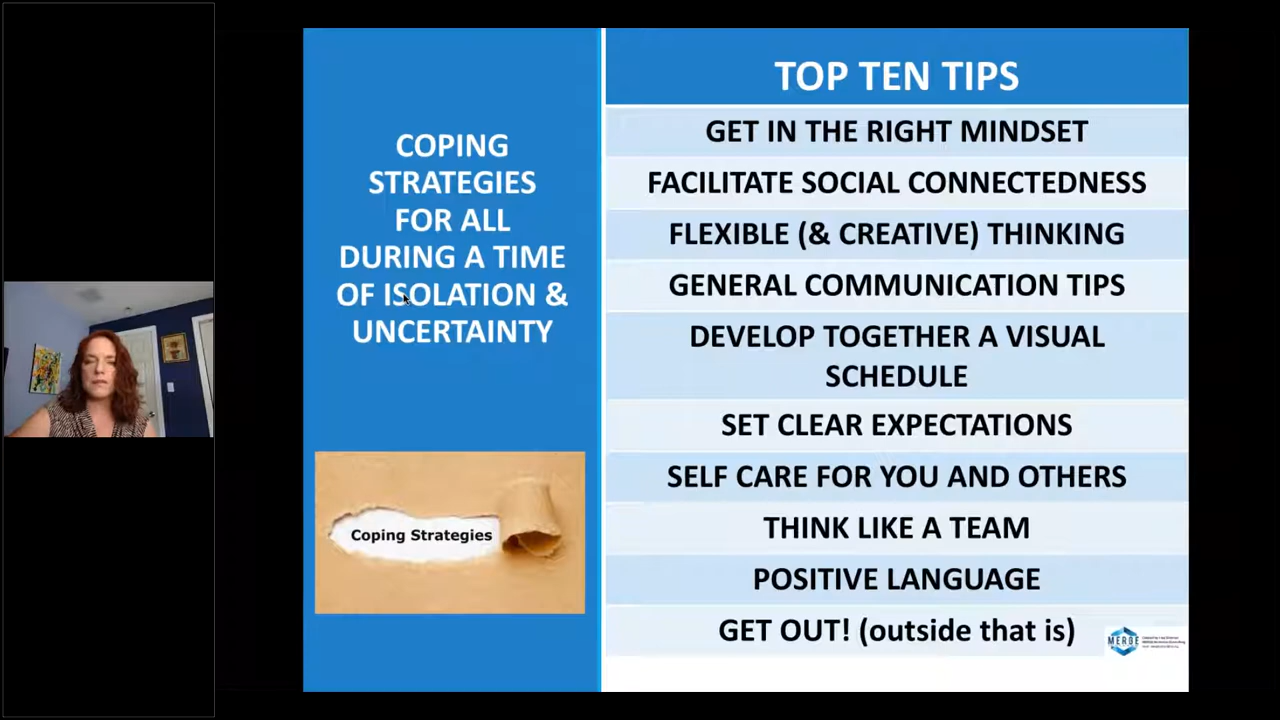 COPING
STRATEGIES
FOR ALL
DURING A TIME
OF ISOLATION &
UNCERTAINTY
Coping Strategies
TOP TEN TIPS
GET IN THE RIGHT MINDSET
FACILITATE SOCIAL CONNECTEDNESS
FLEXIBLE (& CREATIVE) THINKING
GENERAL COMMUNICATION TIPS
DEVELOP TOGETHER A VISUAL
SCHEDULE
SET CLEAR EXPECTATIONS
SELF CARE FOR YOU AND OTHERS
THINK LIKE A TEAM
POSITIVE LANGUAGE
GET OUT! (outside that is)
MERGE